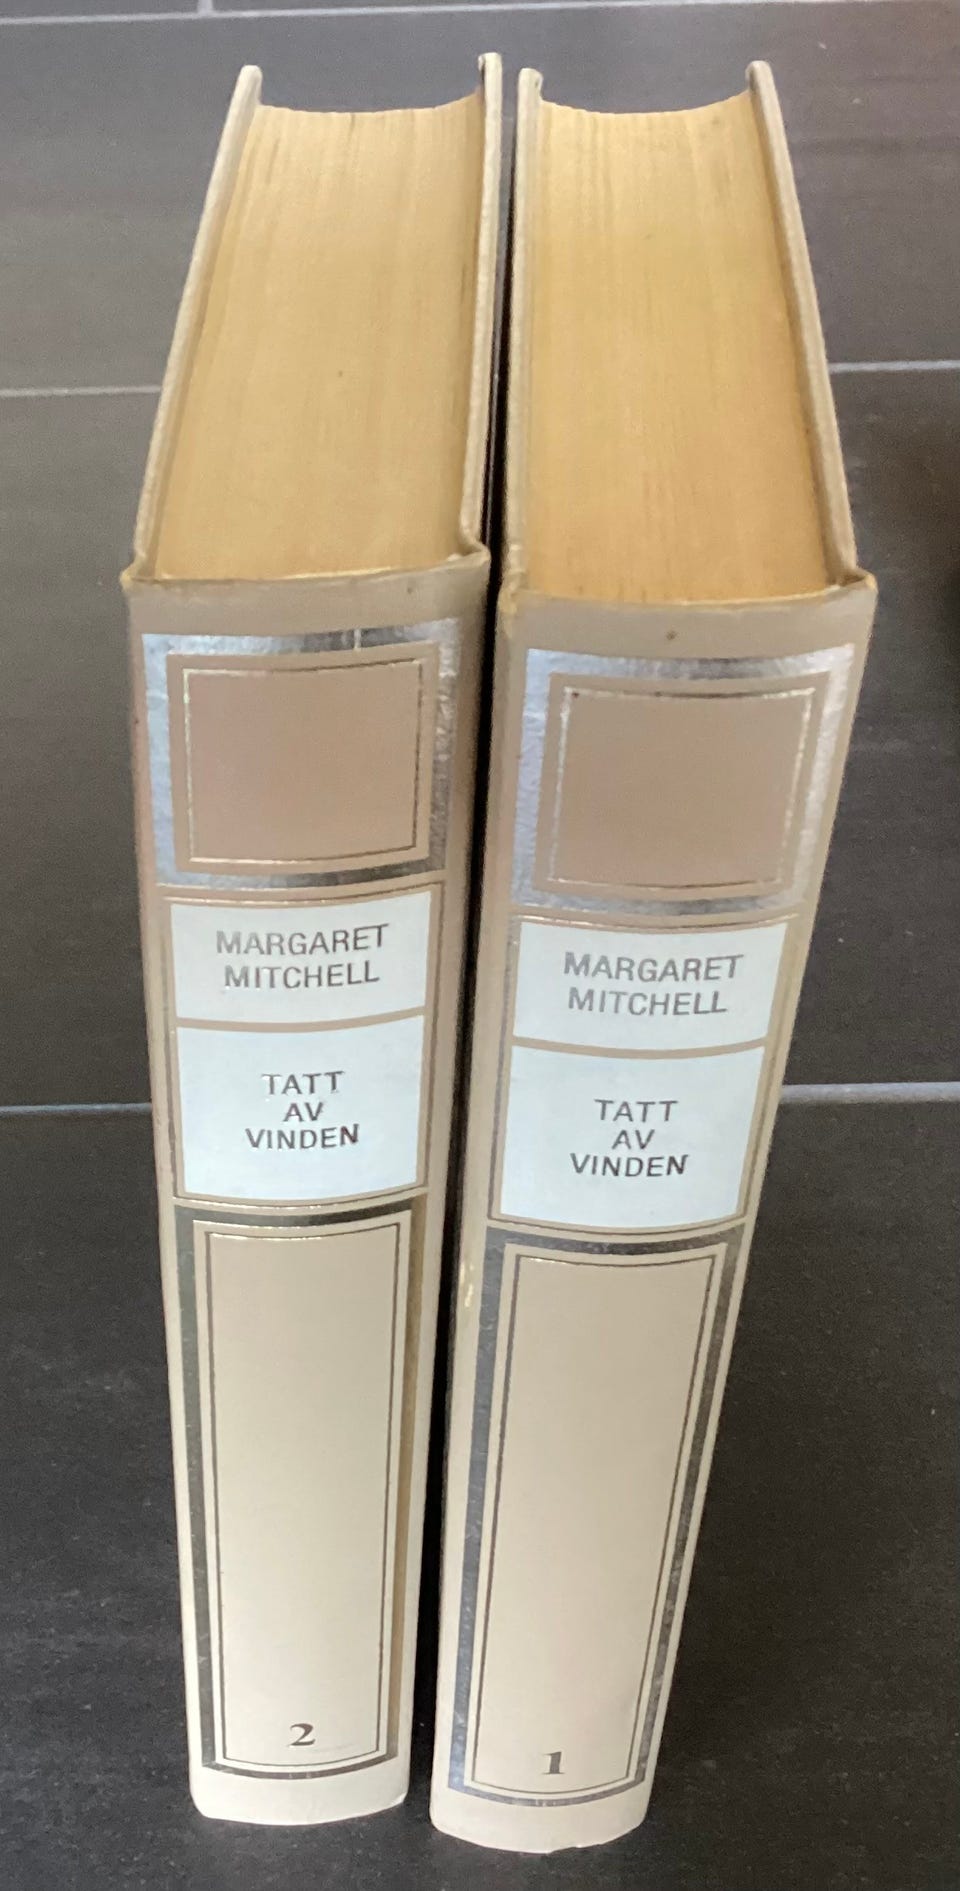 MARGARET
MITCHELL
TATT
AV
VINDEN
2
MARGARET
MITCHELL
TATT
AV
VINDEN
1